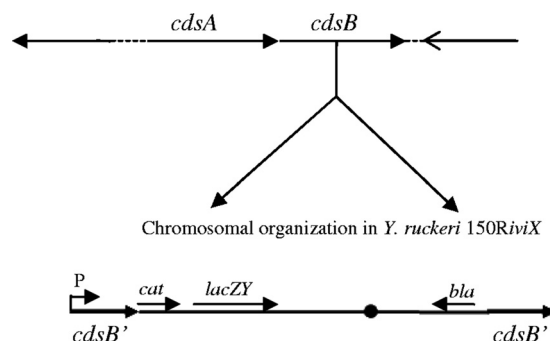 cdsA cdsB
Chromosomal organization in Y. ruckeri 150RiviX
P cat lacZY bla
cdsB’ cdsB’